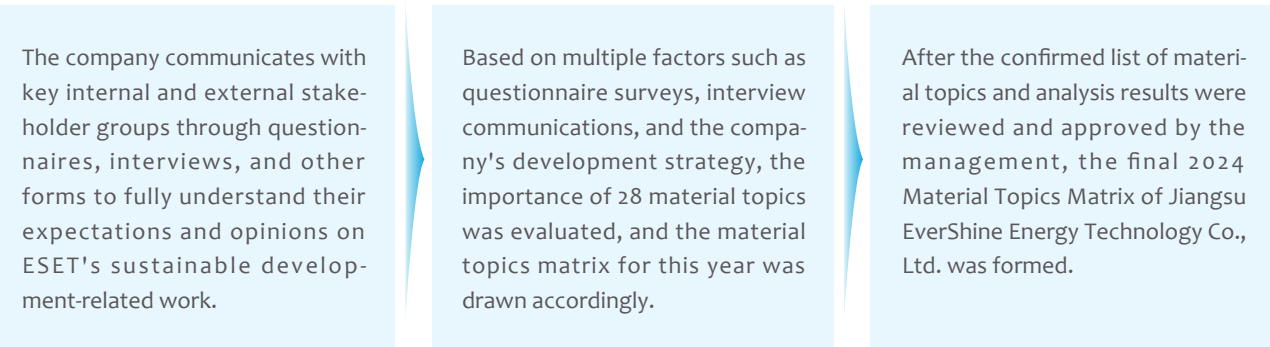 The company communicates with
key internal and external stake-
holder groups through question-
naires, interviews, and other
forms to fully understand their
expectations and opinions on
ESET's sustainable develop-
ment-related work.
Based on multiple factors such as
questionnaire surveys, interview
communications, and the compa-
ny's development strategy, the
importance of 28 material topics
was evaluated, and the material
topics matrix for this year was
drawn accordingly.
After the confirmed list of materi-
al topics and analysis results were
reviewed and approved by the
management, the final 2024
Material Topics Matrix of Jiangsu
EverShine Energy Technology Co.,
Ltd. was formed.